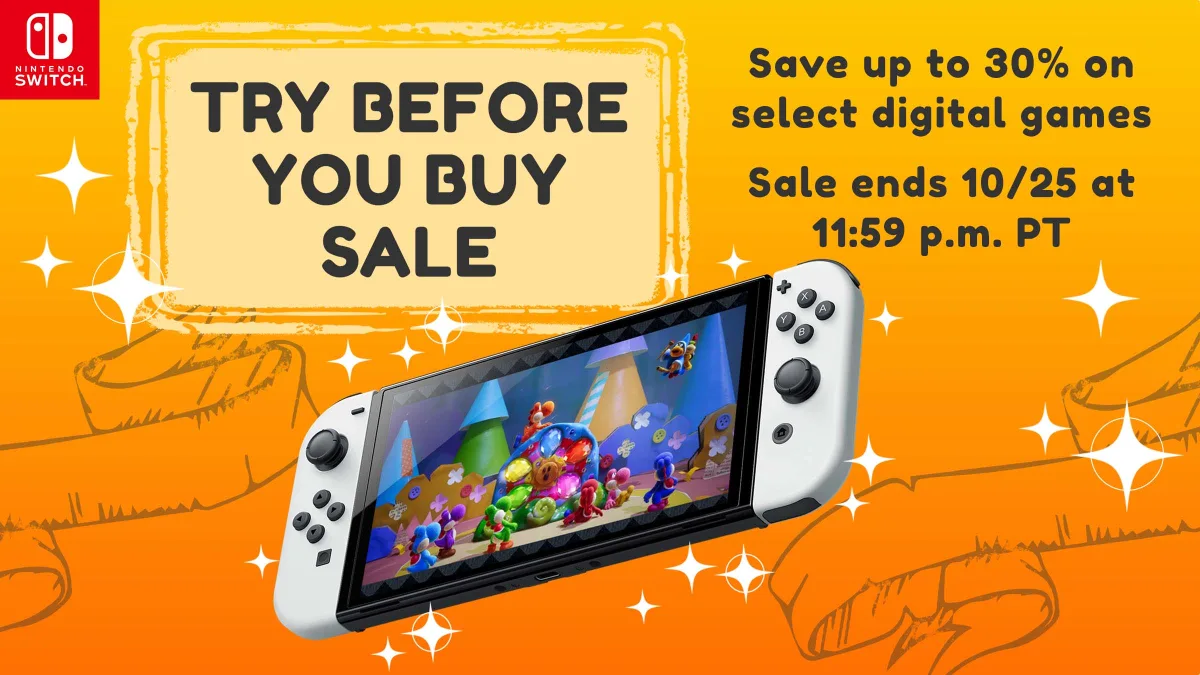 NINTENDO
SWITCH™
TRY BEFORE
YOU BUY
SALE
Save up to 30% on
select digital games
Sale ends 10/25 at
11:59 p.m. PT
X
Y
A
B